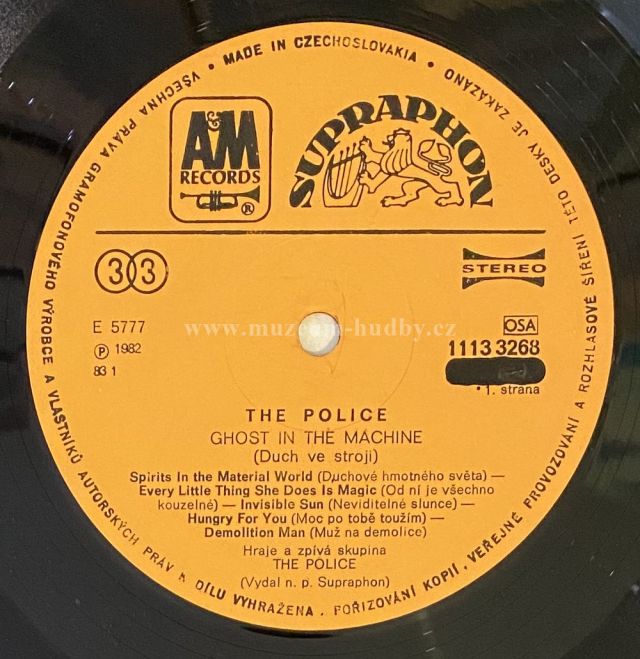 VŠECHNA PRÁVA GRAMOFONOVÉHO VÝROBCE A VLASTNÍKŮ AUTORSKÝCH PRÁV K DÍLU VYHRAŽENA. POŘIZOVÁNÍ KOPIÍ, VEŘEJNÉ PROVOZOVÁNÍ A ROZHLASOVÉ ŠÍŘENÍ TÉTO DESKY JE ZAKÁZÁNO • MADE IN CZECHOSLOVAKIA •
A&M
RECORDS ®
SUPRAPHON
33
STEREO
E 5777
Ⓟ 1982
83 1
OSA
1113 3268
• 1. strana
www.muzeum-hudby.cz
THE POLICE
GHOST IN THE MACHINE
(Duch ve stroji)
Spirits In the Material World (Duchové hmotného světa) —
Every Little Thing She Does Is Magic (Od ní je všechno
kouzelné) — Invisible Sun (Neviditelné slunce) —
Hungry For You (Moc po tobě toužím) —
Demolition Man (Muž na demolice)
Hraje a zpívá skupina
THE POLICE
(Vydal n. p. Supraphon)